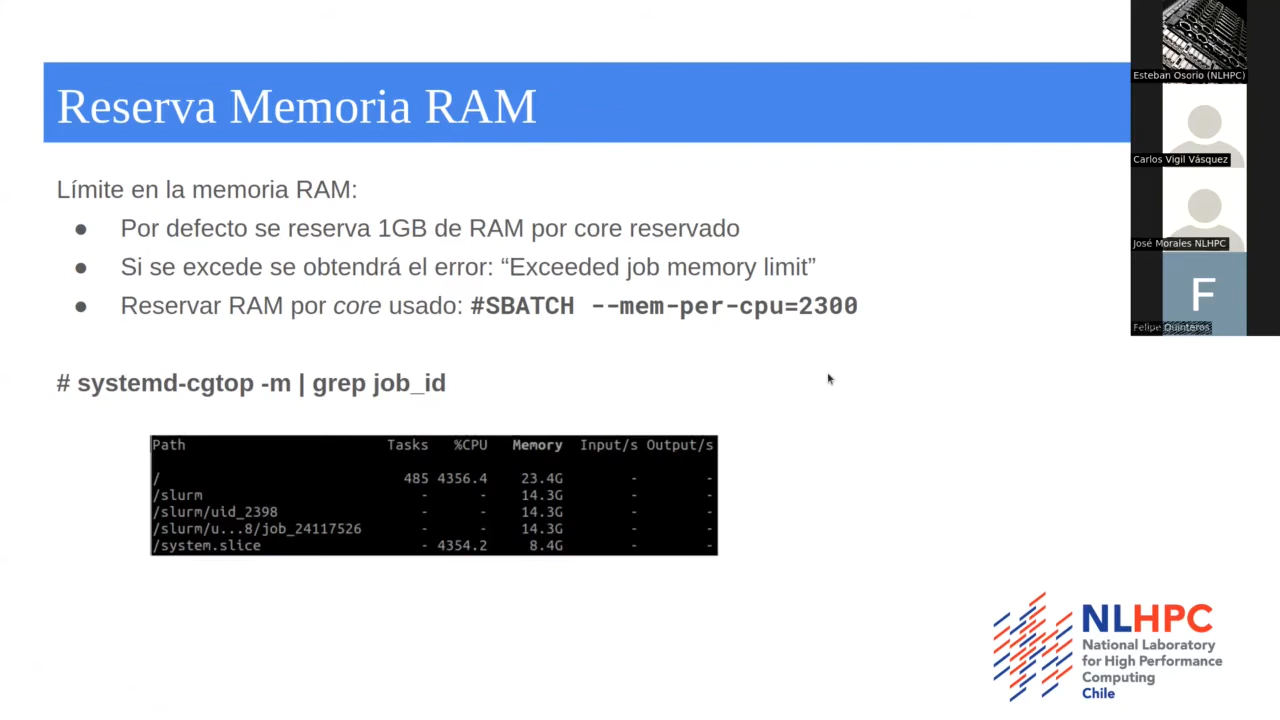 Reserva Memoria RAM
Límite en la memoria RAM:
● Por defecto se reserva 1GB de RAM por core reservado
● Si se excede se obtendrá el error: “Exceeded job memory limit”
● Reservar RAM por core usado: #SBATCH --mem-per-cpu=2300
# systemd-cgtop -m | grep job_id
Path Tasks %CPU Memory Input/s Output/s
/ 485 4356.4 23.4G - -
/slurm - - 14.3G - -
/slurm/uid_2398 - - 14.3G - -
/slurm/u...8/job_24117526 - - 14.3G - -
/system.slice - 4354.2 8.4G - -
NLHPC
National Laboratory
for High Performance
Computing
Chile
Esteban Osorio (NLHPC)
Carlos Vigil Vásquez
José Morales NLHPC
F
Felipe Quinteros